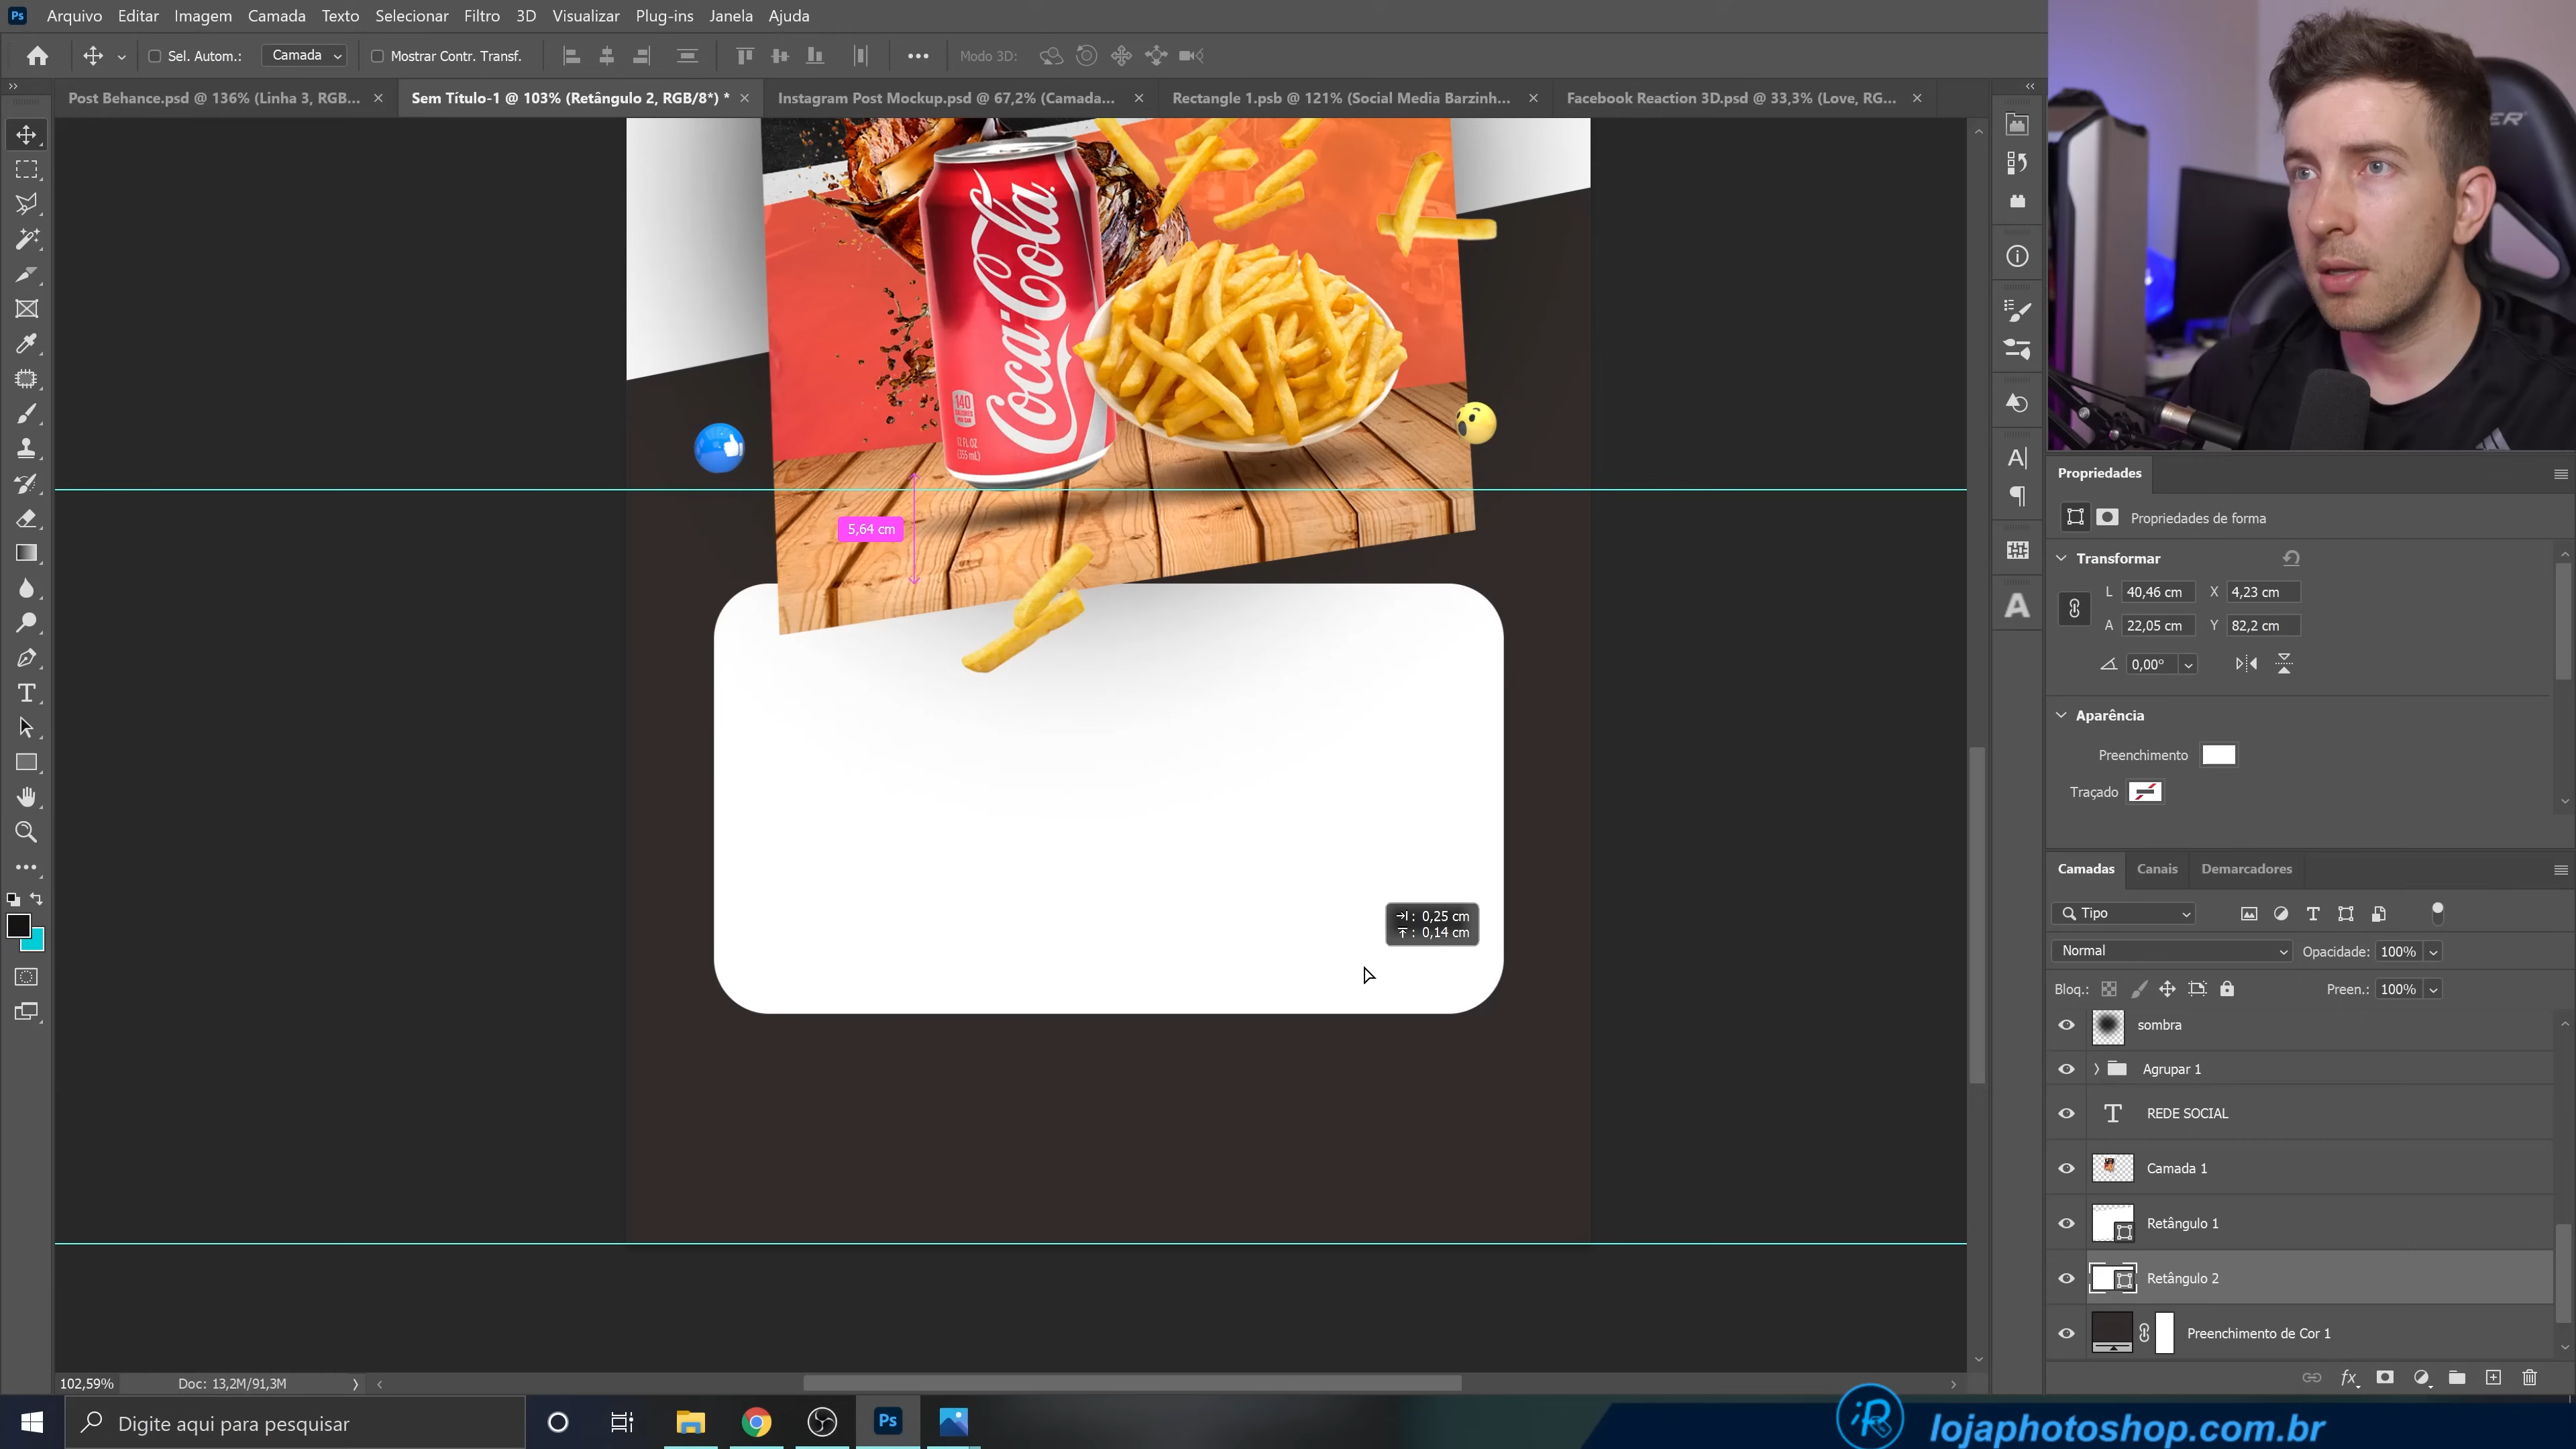 Ps Arquivo Editar Imagem Camada Texto Selecionar Filtro 3D Visualizar Plug-ins Janela Ajuda
Sel. Autom.: Camada Mostrar Contr. Transf. Modo 3D:
Post Behance.psd @ 136% (Linha 3, RGB... × Sem Título-1 @ 103% (Retângulo 2, RGB/8*) * × Instagram Post Mockup.psd @ 67,2% (Camada... × Rectangle 1.psb @ 121% (Social Media Barzinh... × Facebook Reaction 3D.psd @ 33,3% (Love, RG... ×
Coca-Cola
140
CALORIES
PER CAN
12 FL OZ
(355 mL)
5,64 cm
0,25 cm
0,14 cm
Propriedades
Propriedades de forma
Transformar
L 40,46 cm X 4,23 cm
A 22,05 cm Y 82,2 cm
0,00°
Aparência
Preenchimento
Traçado
Camadas Canais Demarcadores
Tipo
Normal Opacidade: 100%
Bloq.: Preen.: 100%
sombra
Agrupar 1
REDE SOCIAL
Camada 1
Retângulo 1
Retângulo 2
Preenchimento de Cor 1
fx
102,59% Doc: 13,2M/91,3M
Digite aqui para pesquisar
Ps
lojaphotoshop.com.br